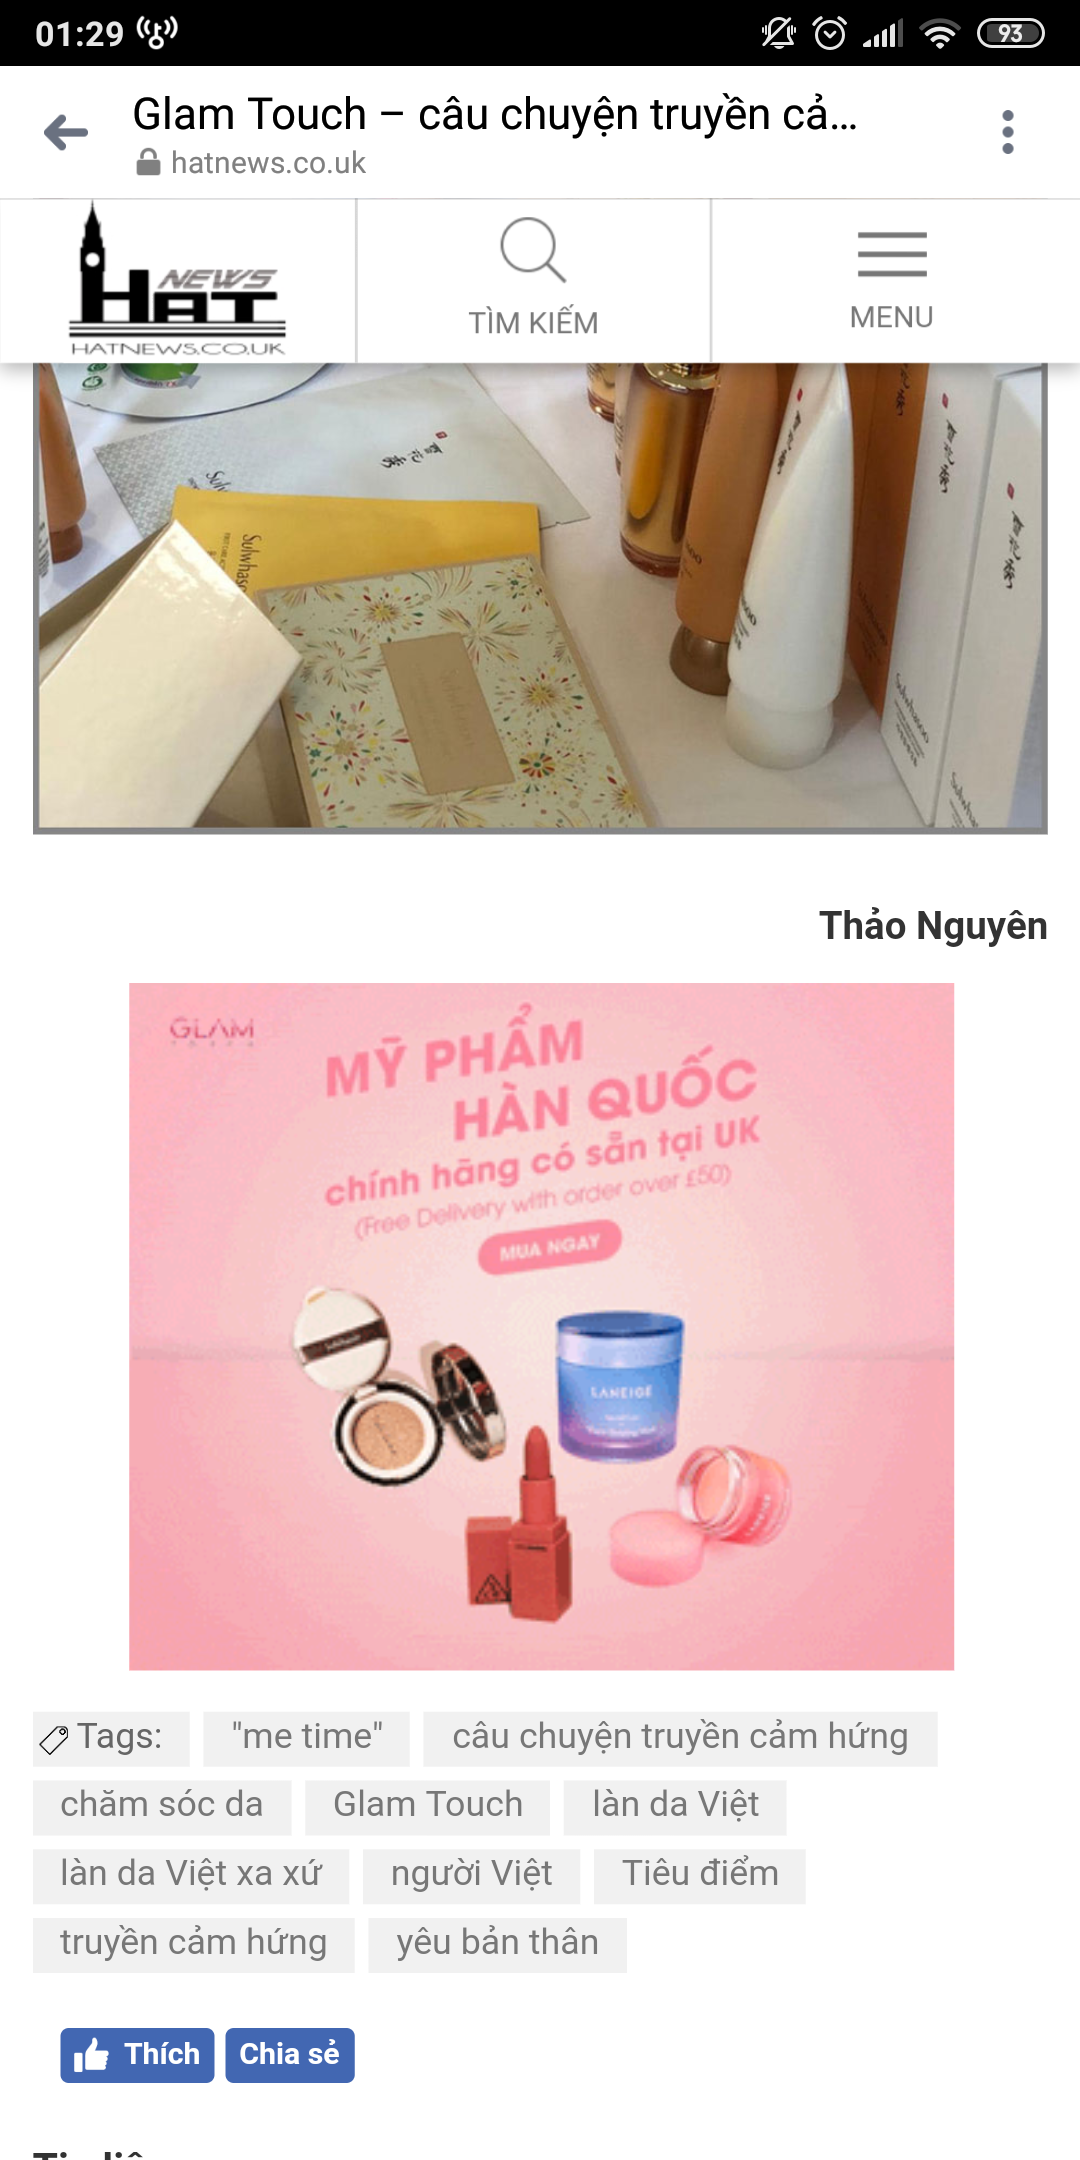 01:29
93
Glam Touch – câu chuyện truyền cả...
hatnews.co.uk
NEWS
HAT
HATNEWS.CO.UK
TÌM KIẾM
MENU
Sulwhasoo
Sulwhasoo
Thảo Nguyên
GLAM
MỸ PHẨM
HÀN QUỐC
chính hãng có sẵn tại UK
(Free Delivery with order over £50)
MUA NGAY
LANEIGE
Tags:
"me time"
câu chuyện truyền cảm hứng
chăm sóc da
Glam Touch
làn da Việt
làn da Việt xa xứ
người Việt
Tiêu điểm
truyền cảm hứng
yêu bản thân
Thích
Chia sẻ